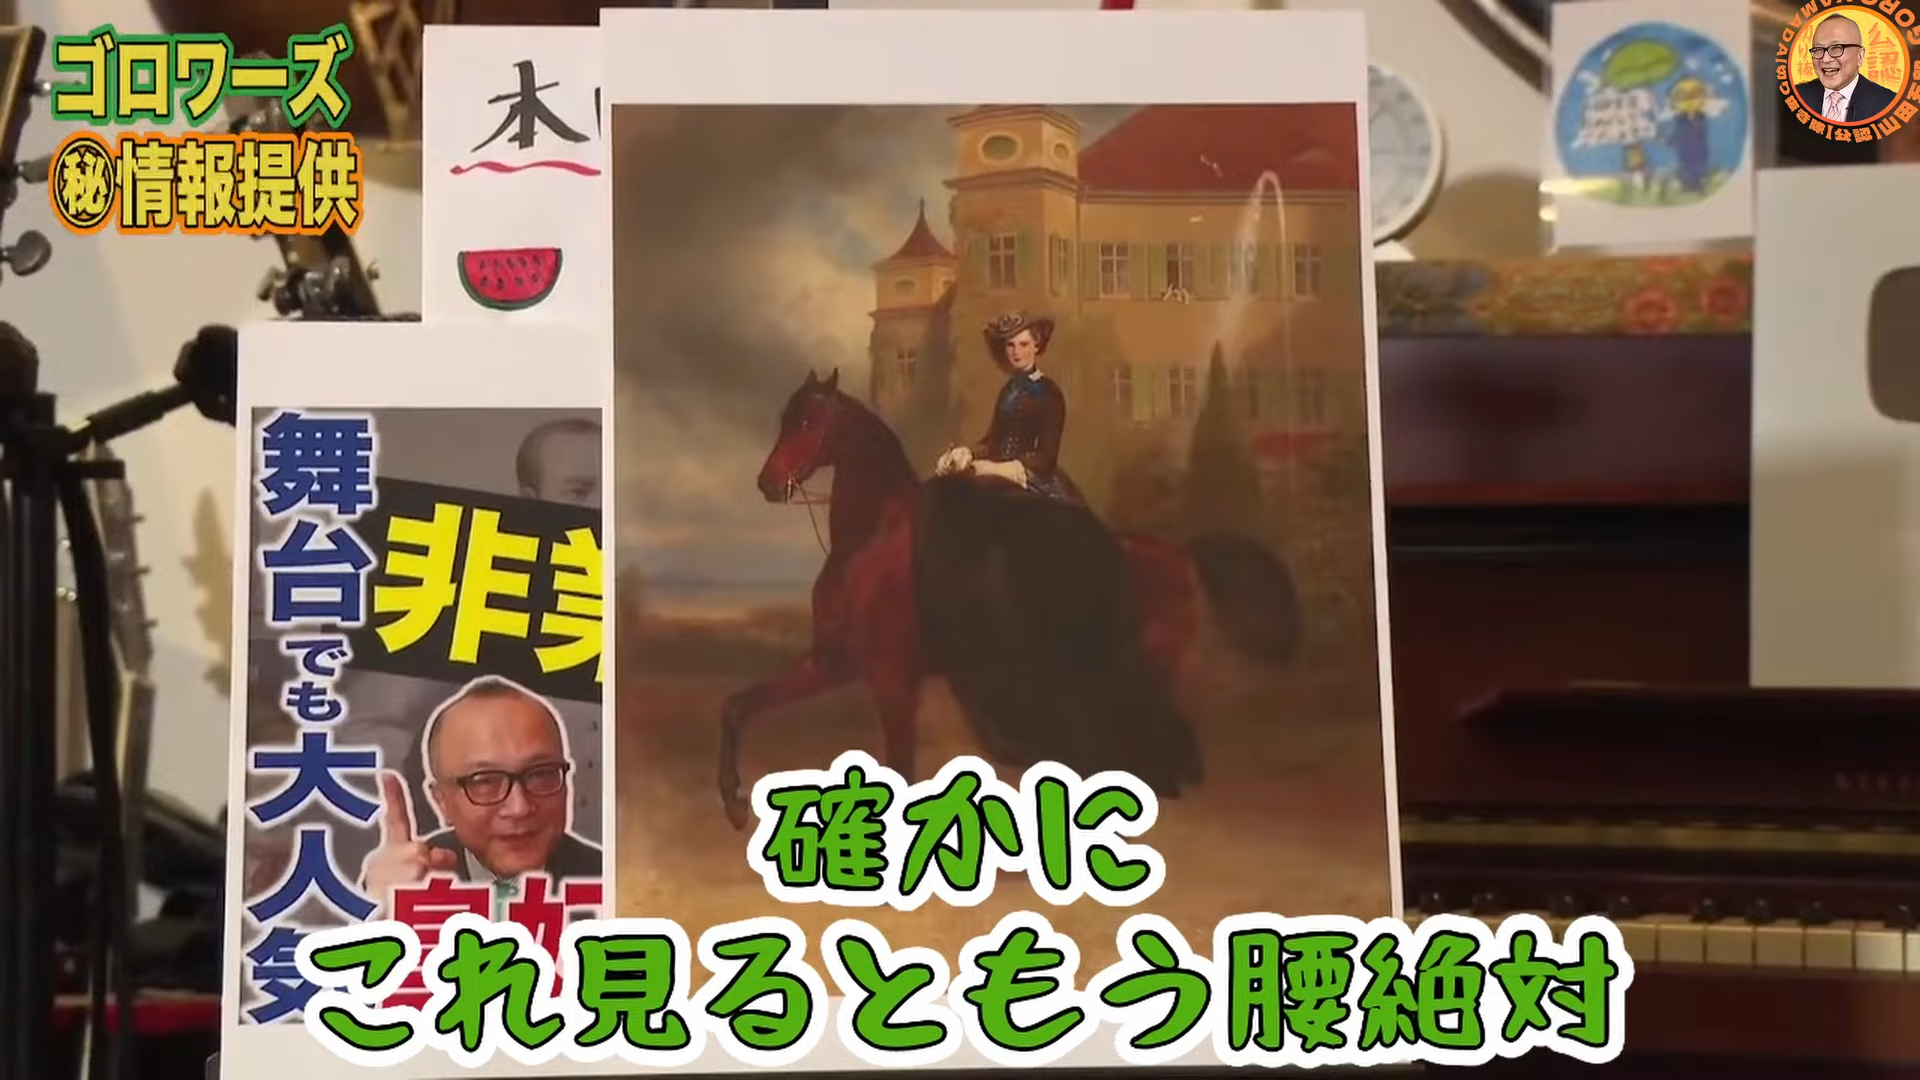 ゴロワーズ
㊙情報提供
本
舞台でも大人気
非
確かに
これ見るともう腰絶対